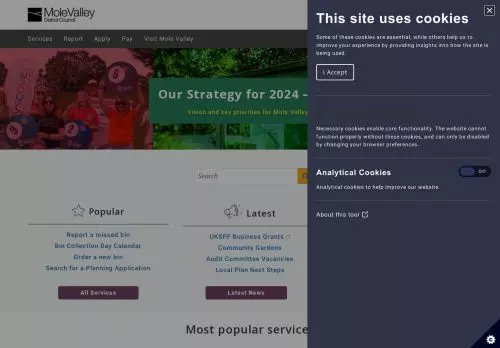 MoleValley
District Council
Services Report Apply Pay Visit Mole Valley
Our Strategy for 2024 –
Vision and key priorities for Mole Valley
Search
Popular
Report a missed bin
Bin Collection Day Calendar
Order a new bin
Search for a Planning Application
All Services
Latest
UKSPF Business Grants
Community Gardens
Audit Committee Vacancies
Local Plan Next Steps
Latest News
Most popular service
This site uses cookies
Some of these cookies are essential, while others help us to
improve your experience by providing insights into how the site is
being used.
I Accept
Necessary cookies enable core functionality. The website cannot
function properly without these cookies, and can only be disabled
by changing your browser preferences.
Analytical Cookies
Off
Analytical cookies to help improve our website
About this tool